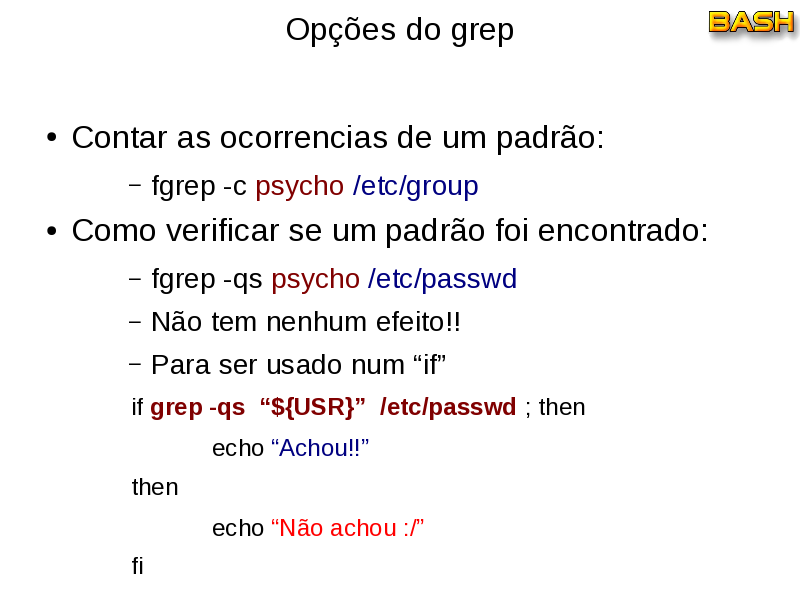 Opções do grep
BASH
• Contar as ocorrencias de um padrão:
– fgrep -c psycho /etc/group
• Como verificar se um padrão foi encontrado:
– fgrep -qs psycho /etc/passwd
– Não tem nenhum efeito!!
– Para ser usado num “if”
if grep -qs “${USR}” /etc/passwd ; then
echo “Achou!!”
then
echo “Não achou :/”
fi